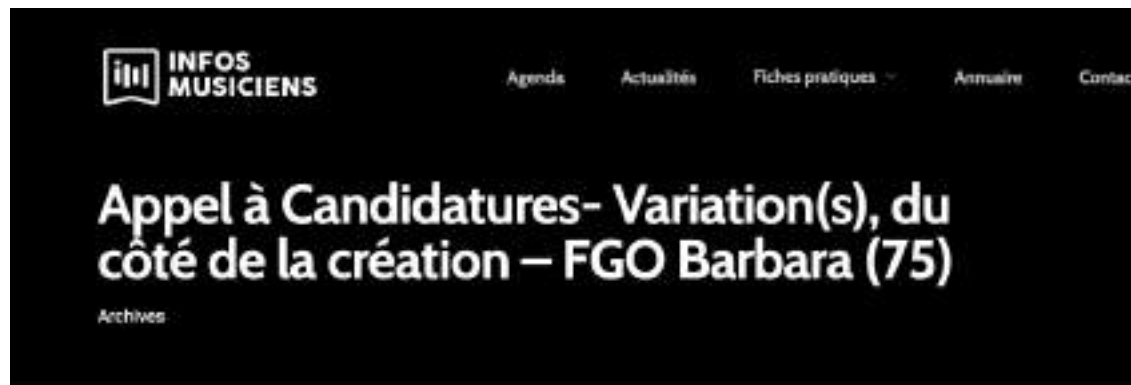 INFOS
MUSICIENS
Agenda Actualités Fiches pratiques Annuaire Contac
Appel à Candidatures- Variation(s), du
côté de la création – FGO Barbara (75)
Archives